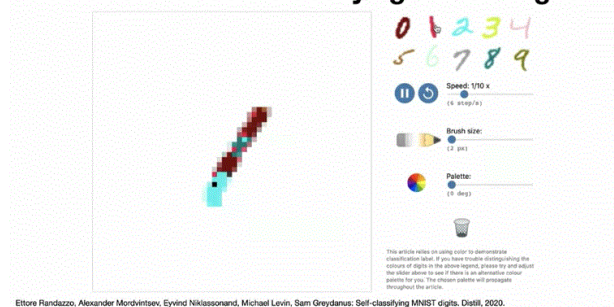 0 1 2 3 4
5 6 7 8 9
Speed: 1/10 x
(6 step/s)
Brush size:
(2 px)
Palette:
(0 deg)
This article relies on using color to demonstrate
classification label. If you have trouble distinguishing the
colours of digits in the above legend, please try and adjust
the slider above to see if there is an alternative colour
palette for you. The chosen palette will propagate
throughout the article.
Ettore Randazzo, Alexander Mordvintsev, Eyvind Niklassonand, Michael Levin, Sam Greydanus: Self-classifying MNIST digits. Distill, 2020.